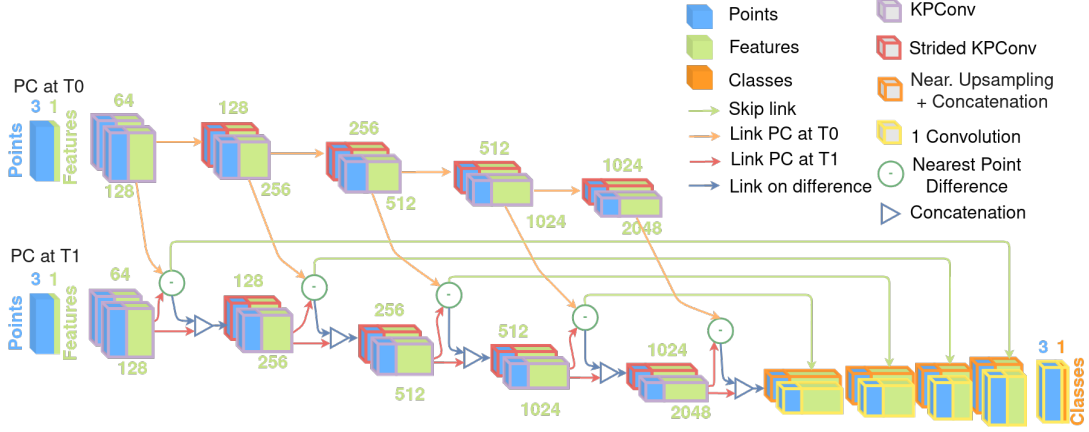 Points
Features
Classes
Skip link
Link PC at T0
Link PC at T1
Link on difference
KPConv
Strided KPConv
Near. Upsampling
+ Concatenation
1 Convolution
Nearest Point
Difference
Concatenation
PC at T0
3 1
Points
Features
64
128
128
256
256
512
512
1024
1024
2048
PC at T1
3 1
Points
Features
64
128
128
256
256
512
512
1024
1024
2048
3 1
Classes